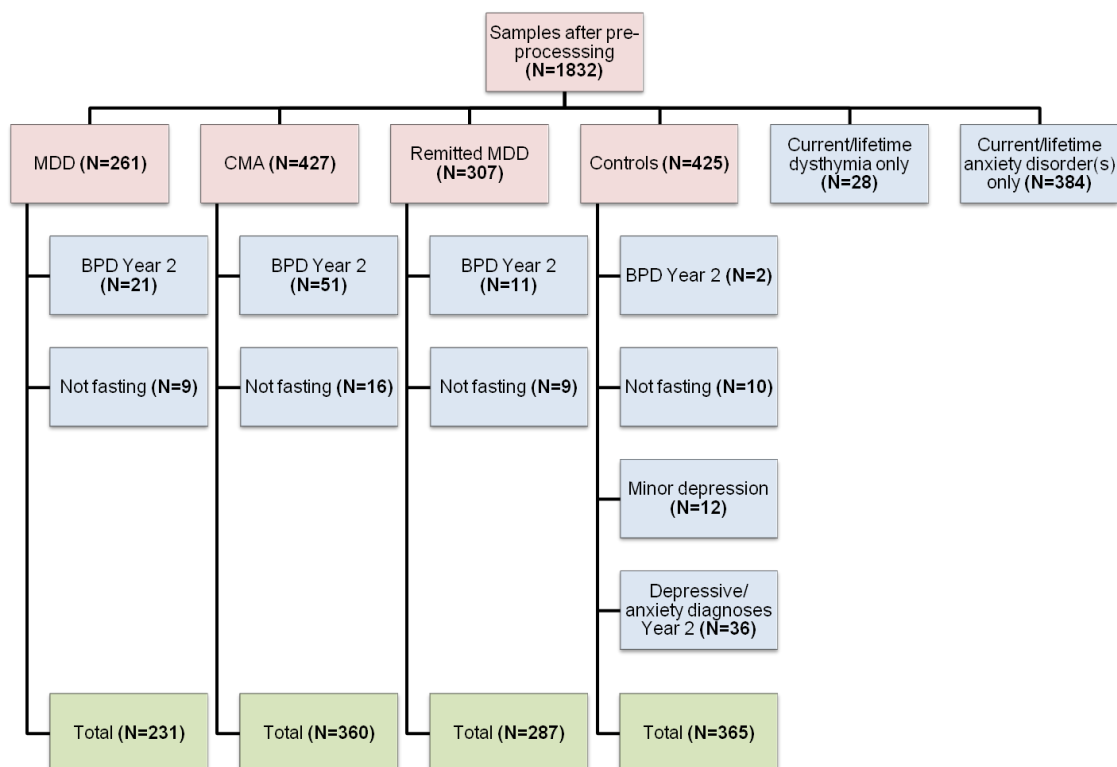 Samples after pre-
processsing
(N=1832)
MDD (N=261)
CMA (N=427)
Remitted MDD
(N=307)
Controls (N=425)
Current/lifetime
dysthymia only
(N=28)
Current/lifetime
anxiety disorder(s)
only (N=384)
BPD Year 2
(N=21)
BPD Year 2
(N=51)
BPD Year 2
(N=11)
BPD Year 2 (N=2)
Not fasting (N=9)
Not fasting (N=16)
Not fasting (N=9)
Not fasting (N=10)
Minor depression
(N=12)
Depressive/
anxiety diagnoses
Year 2 (N=36)
Total (N=231)
Total (N=360)
Total (N=287)
Total (N=365)